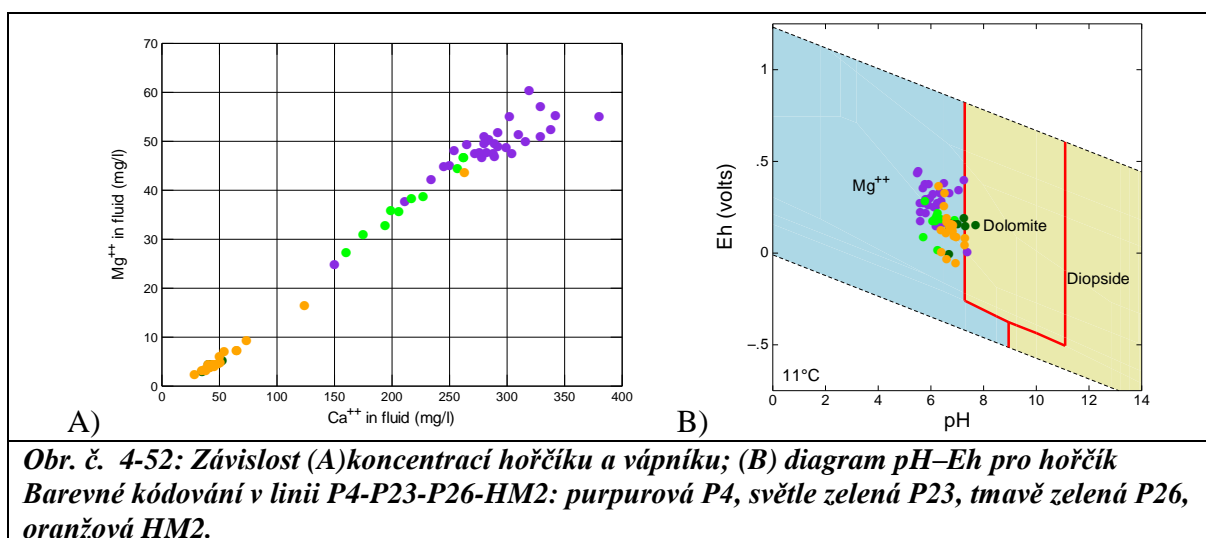 70
60
50
40
30
20
10
0
Mg++ in fluid (mg/l)
0 50 100 150 200 250 300 350 400
Ca++ in fluid (mg/l)
A)
1
.5
0
–.5
Eh (volts)
Mg++
Dolomite
Diopside
11°C
0 2 4 6 8 10 12 14
pH
B)
Obr. č. 4-52: Závislost (A)koncentrací hořčíku a vápníku; (B) diagram pH–Eh pro hořčík
Barevné kódování v linii P4-P23-P26-HM2: purpurová P4, světle zelená P23, tmavě zelená P26,
oranžová HM2.